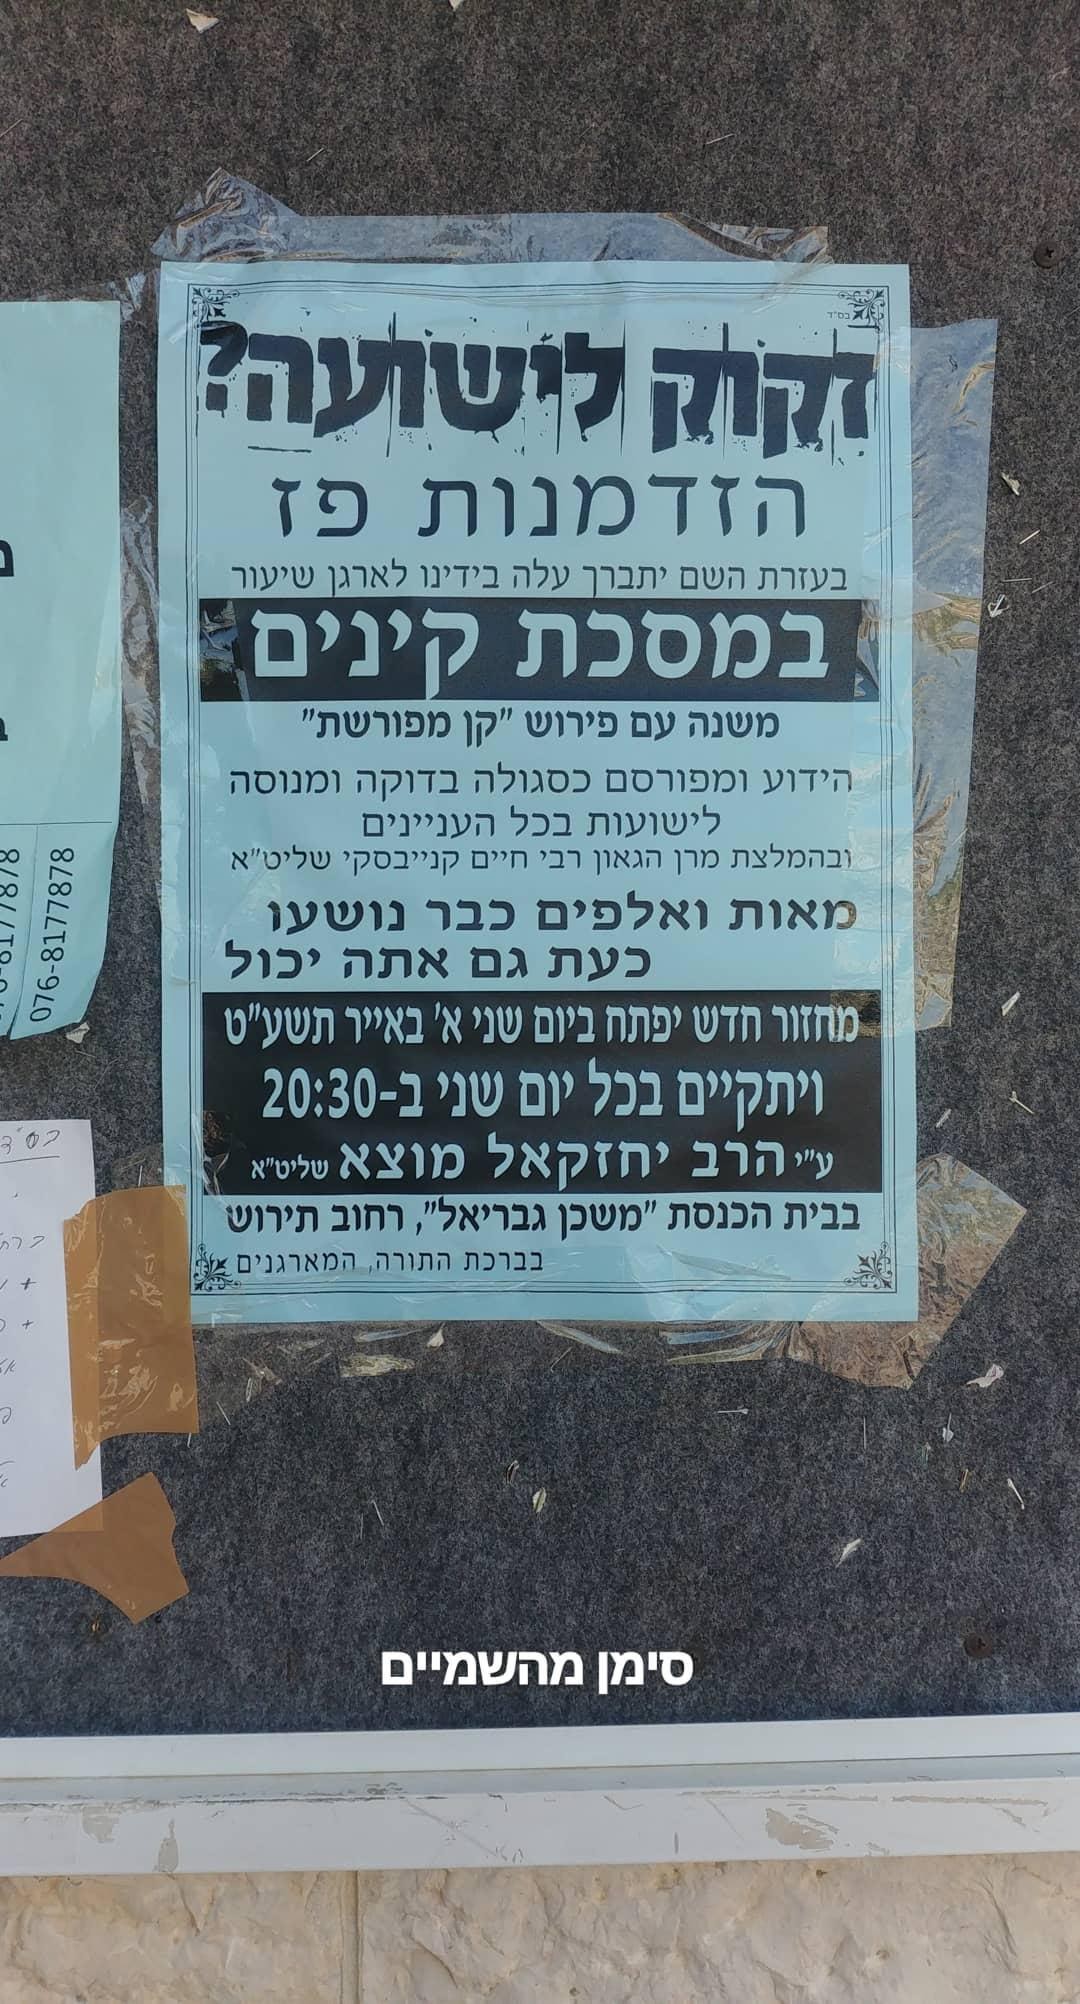 בס"ד
זקוק לישועה?
הזדמנות פז
בעזרת השם יתברך עלה בידינו לארגן שיעור
במסכת קינים
משנה עם פירוש "קן מפורשת"
הידוע ומפורסם כסגולה בדוקה ומנוסה
לישועות בכל העניינים
ובהמלצת מרן הגאון רבי חיים קנייבסקי שליט"א
מאות ואלפים כבר נושעו
כעת גם אתה יכול
מחזור חדש יפתח ביום שני א' באייר תשע"ט
ויתקיים בכל יום שני ב-20:30
ע"י הרב יחזקאל מוצא שליט"א
בבית הכנסת "משכן גבריאל", רחוב תירוש
בברכת התורה, המארגנים
076-8177878
בס"ד
סימן מהשמיים